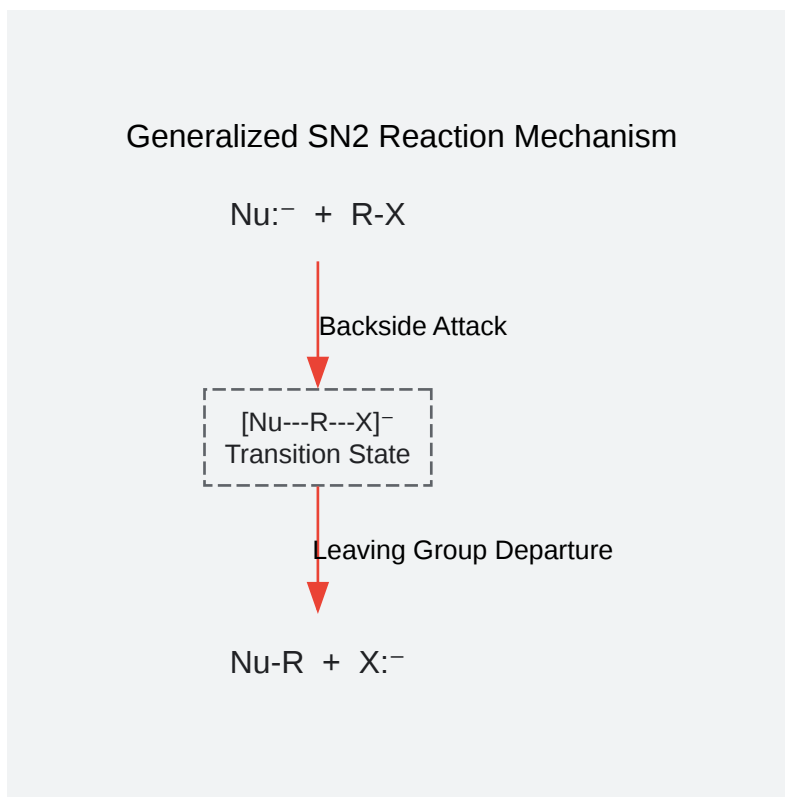 Generalized SN2 Reaction Mechanism
Nu:⁻ + R-X
Backside Attack
[Nu---R---X]⁻
Transition State
Leaving Group Departure
Nu-R + X:⁻